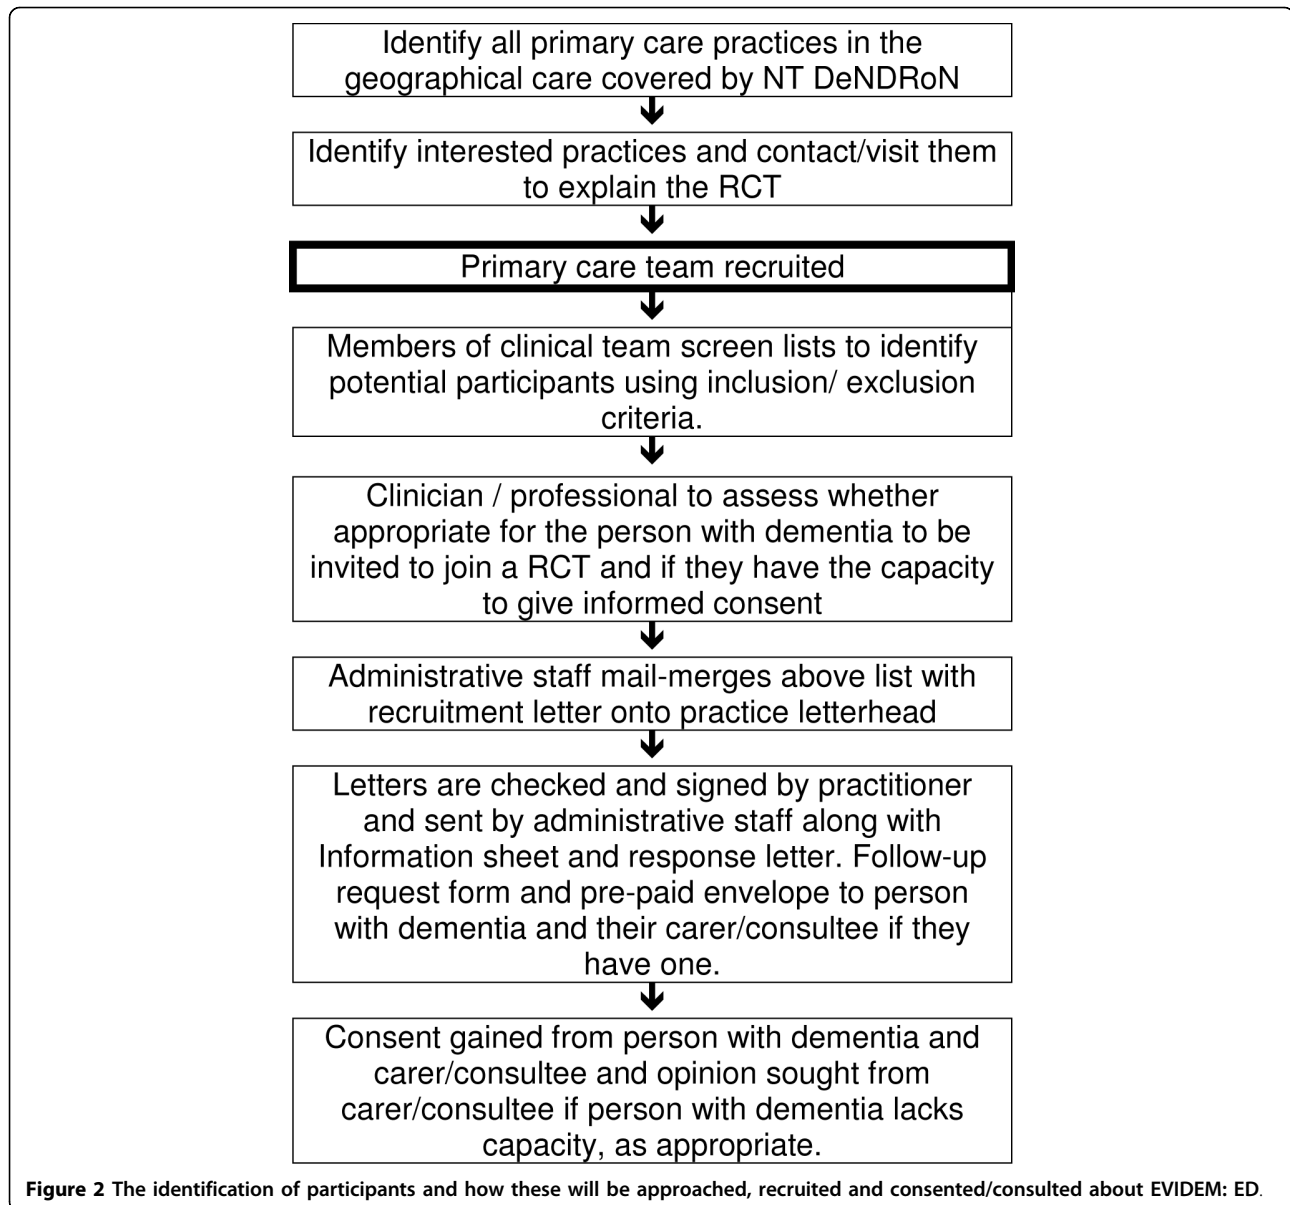 Identify all primary care practices in the
geographical care covered by NT DeNDRoN
Identify interested practices and contact/visit them
to explain the RCT
Primary care team recruited
Members of clinical team screen lists to identify
potential participants using inclusion/ exclusion
criteria.
Clinician / professional to assess whether
appropriate for the person with dementia to be
invited to join a RCT and if they have the capacity
to give informed consent
Administrative staff mail-merges above list with
recruitment letter onto practice letterhead
Letters are checked and signed by practitioner
and sent by administrative staff along with
Information sheet and response letter. Follow-up
request form and pre-paid envelope to person
with dementia and their carer/consultee if they
have one.
Consent gained from person with dementia and
carer/consultee and opinion sought from
carer/consultee if person with dementia lacks
capacity, as appropriate.
Figure 2 The identification of participants and how these will be approached, recruited and consented/consulted about EVIDEM: ED.